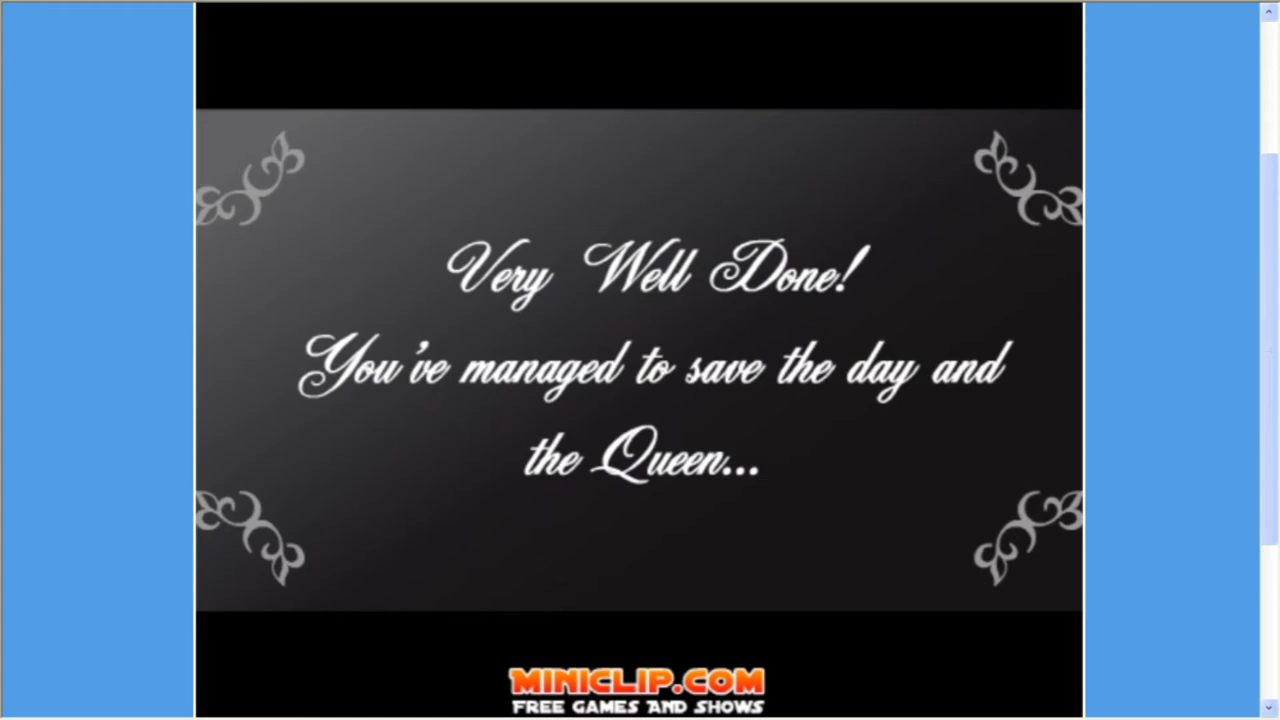 Very Well Done!
You've managed to save the day and
the Queen...
MINICLIP.COM
FREE GAMES AND SHOWS